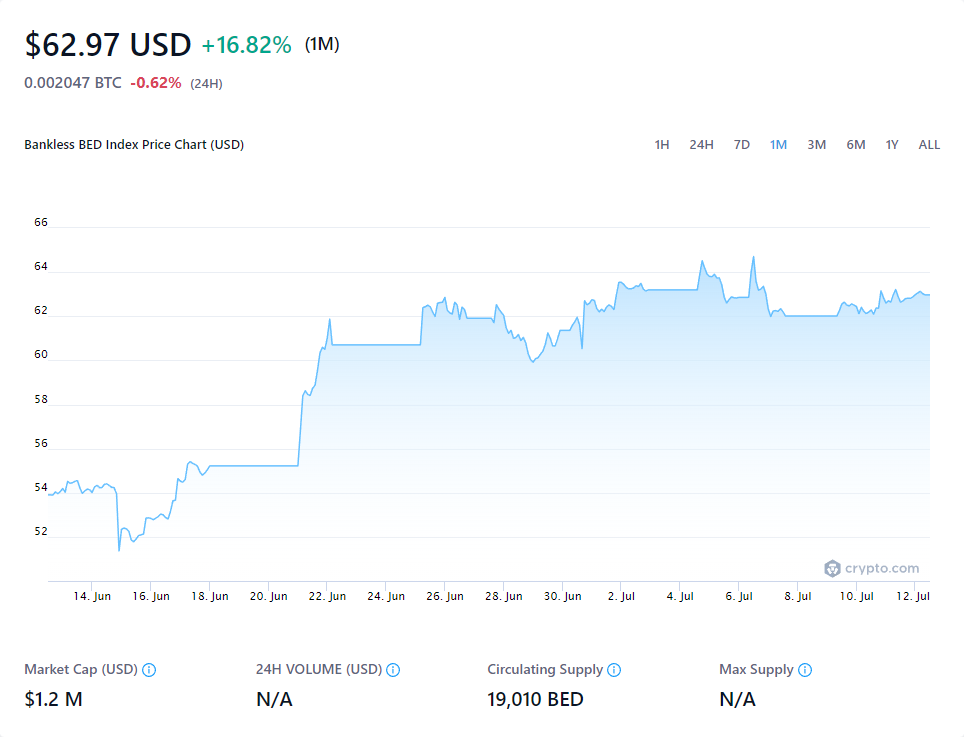 $62.97 USD +16.82% (1M)
0.002047 BTC -0.62% (24H)
Bankless BED Index Price Chart (USD) 1H 24H 7D 1M 3M 6M 1Y ALL
66
64
62
60
58
56
54
52
crypto.com
14. Jun 16. Jun 18. Jun 20. Jun 22. Jun 24. Jun 26. Jun 28. Jun 30. Jun 2. Jul 4. Jul 6. Jul 8. Jul 10. Jul 12. Jul
Market Cap (USD) 24H VOLUME (USD) Circulating Supply Max Supply
$1.2 M N/A 19,010 BED N/A